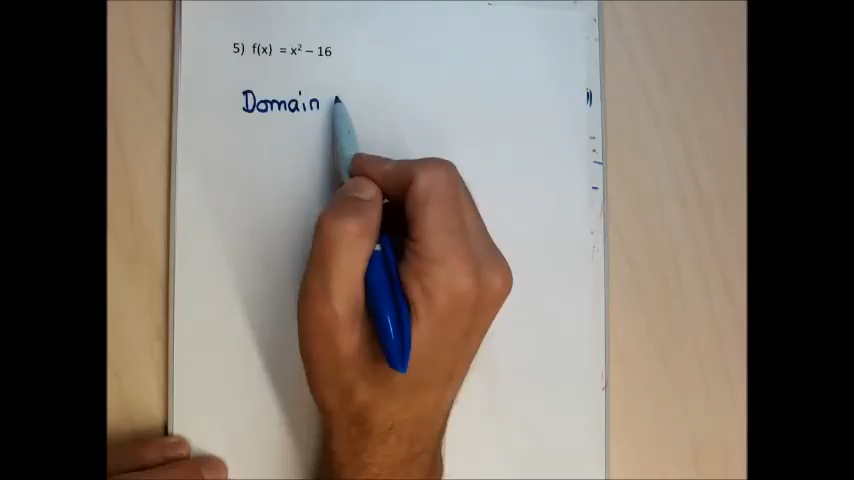 5) f(x) = x² – 16
Domain